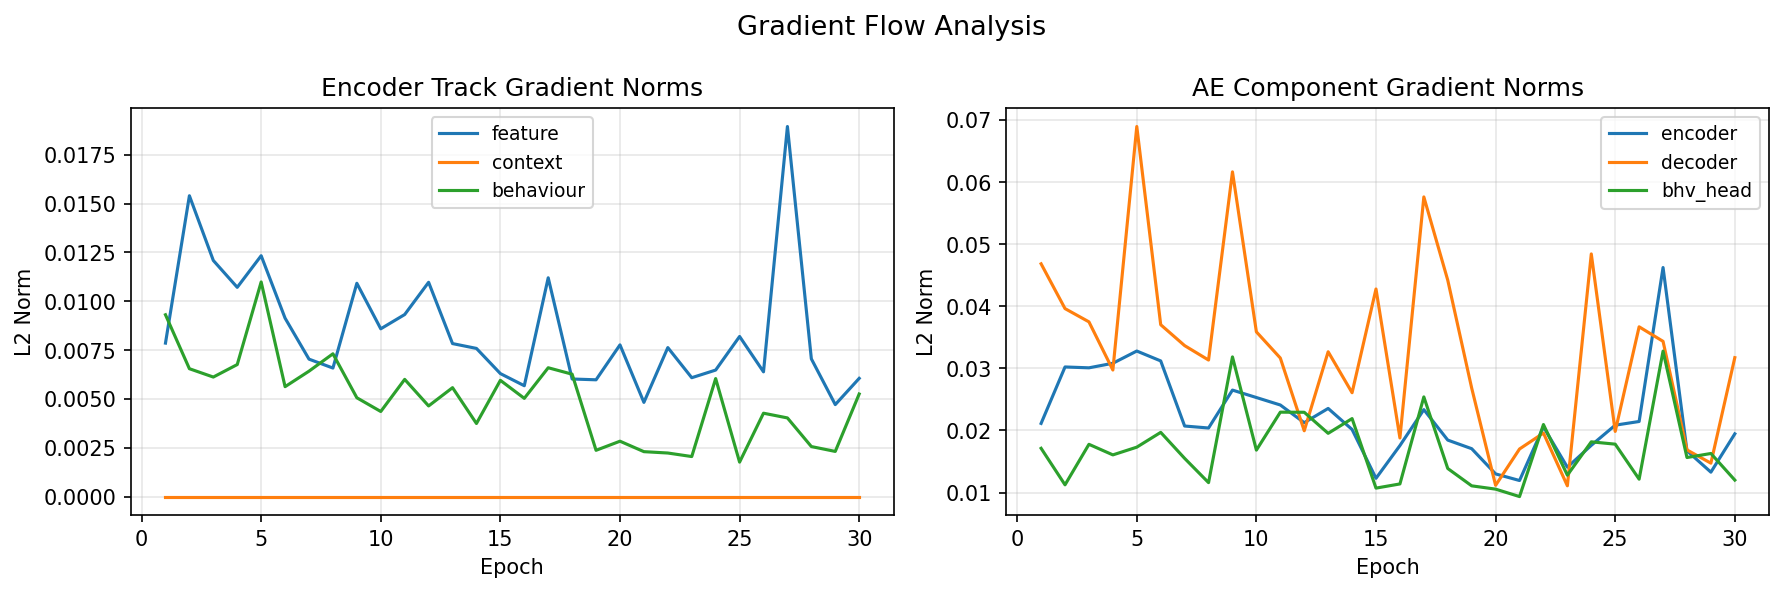 Gradient Flow Analysis
Encoder Track Gradient Norms
L2 Norm
0.0175
0.0150
0.0125
0.0100
0.0075
0.0050
0.0025
0.0000
feature
context
behaviour
0 5 10 15 20 25 30
Epoch
AE Component Gradient Norms
L2 Norm
0.07
0.06
0.05
0.04
0.03
0.02
0.01
encoder
decoder
bhv_head
0 5 10 15 20 25 30
Epoch